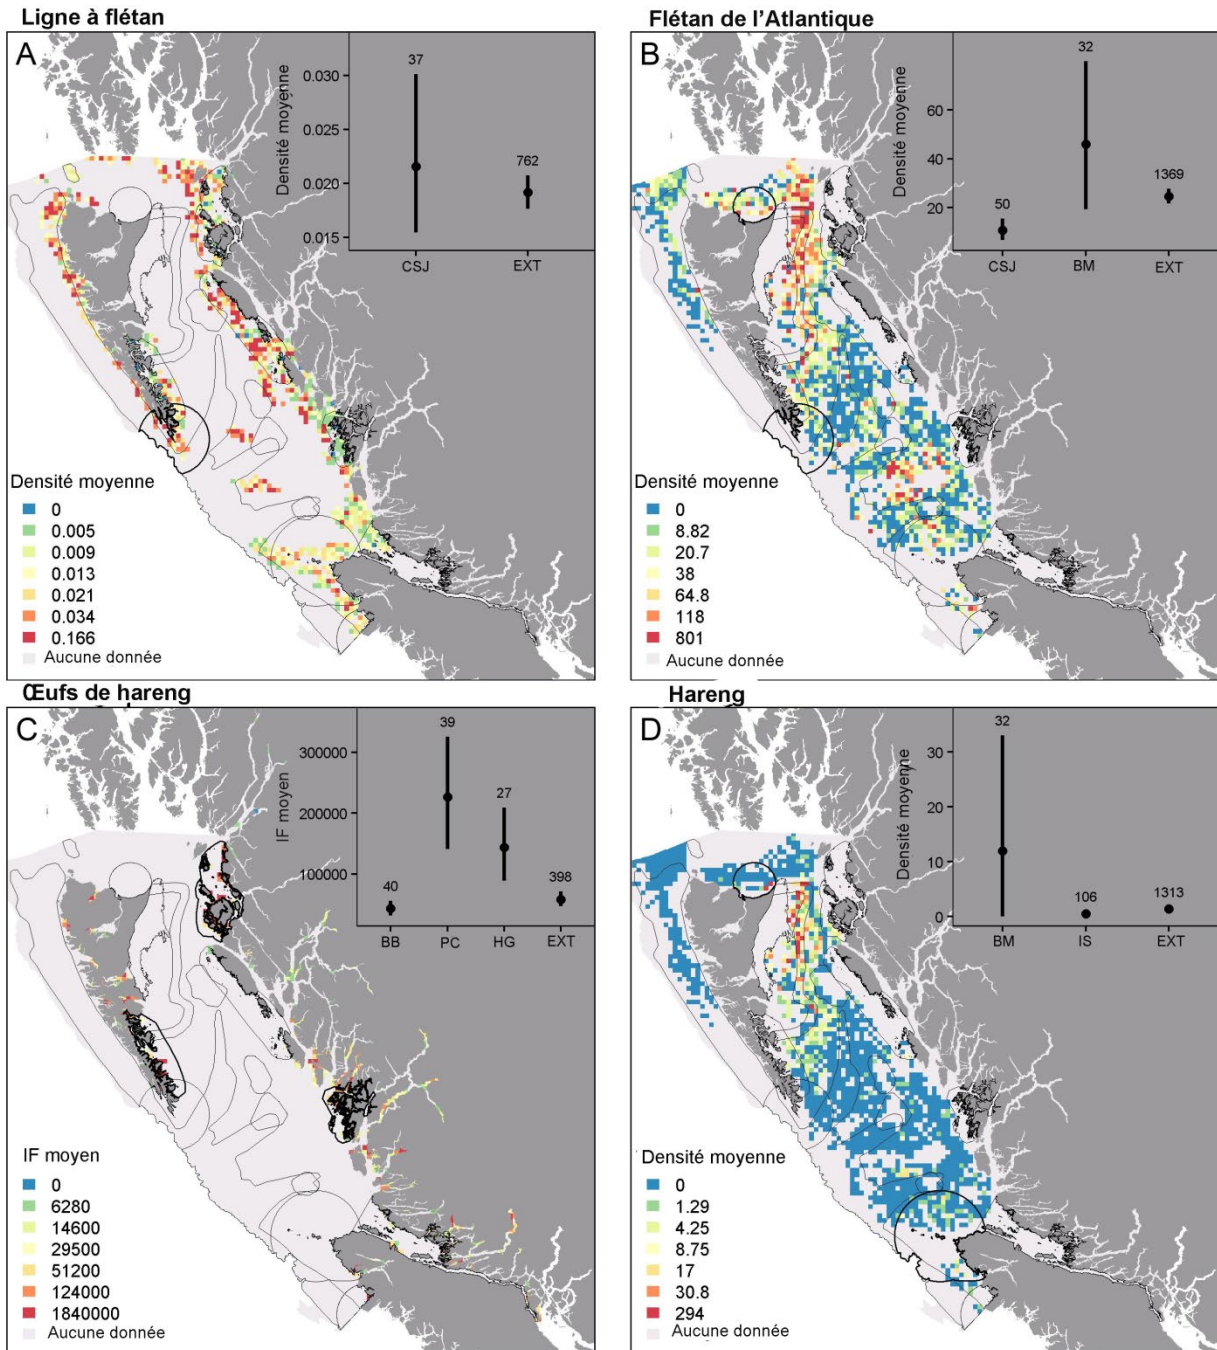 Ligne à flétan
A
Densité moyenne
0.030
0.025
0.020
0.015
37
762
CSJ
EXT
Densité moyenne
0
0.005
0.009
0.013
0.021
0.034
0.166
Aucune donnée
Flétan de l'Atlantique
B
Densité moyenne
60
40
20
50
32
1369
CSJ
BM
EXT
Densité moyenne
0
8.82
20.7
38
64.8
118
801
Aucune donnée
Œufs de hareng
C
IF moyen
300000
200000
100000
40
39
27
398
BB
PC
HG
EXT
IF moyen
0
6280
14600
29500
51200
124000
1840000
Aucune donnée
Hareng
D
Densité moyenne
30
20
10
0
32
106
1313
BM
IS
EXT
Densité moyenne
0
1.29
4.25
8.75
17
30.8
294
Aucune donnée